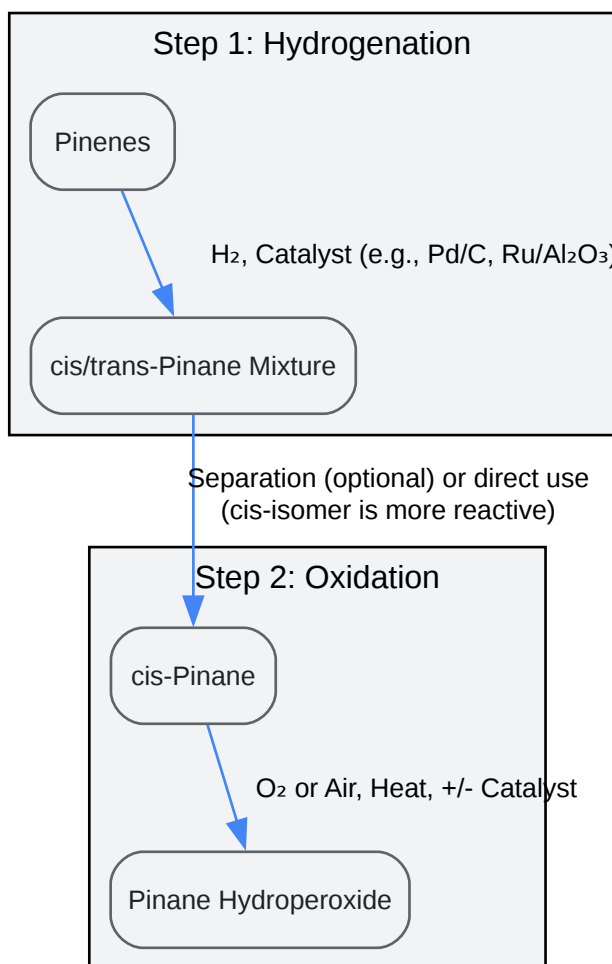 Step 1: Hydrogenation
Pinenes
H₂, Catalyst (e.g., Pd/C, Ru/Al₂O₃)
cis/trans-Pinane Mixture
Separation (optional) or direct use
(cis-isomer is more reactive)
Step 2: Oxidation
cis-Pinane
O₂ or Air, Heat, +/- Catalyst
Pinane Hydroperoxide